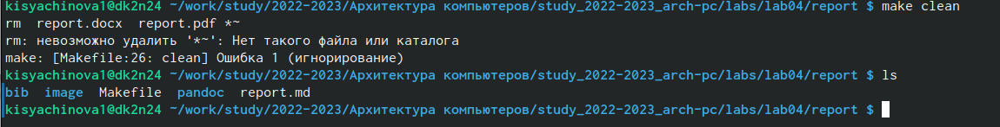 kisyachinova1@dk2n24 ~/work/study/2022-2023/Архитектура компьютеров/study_2022-2023_arch-pc/labs/lab04/report $ make clean
rm  report.docx  report.pdf *~
rm: невозможно удалить '*~': Нет такого файла или каталога
make: [Makefile:26: clean] Ошибка 1 (игнорирование)
kisyachinova1@dk2n24 ~/work/study/2022-2023/Архитектура компьютеров/study_2022-2023_arch-pc/labs/lab04/report $ ls
bib  image  Makefile  pandoc  report.md
kisyachinova1@dk2n24 ~/work/study/2022-2023/Архитектура компьютеров/study_2022-2023_arch-pc/labs/lab04/report $